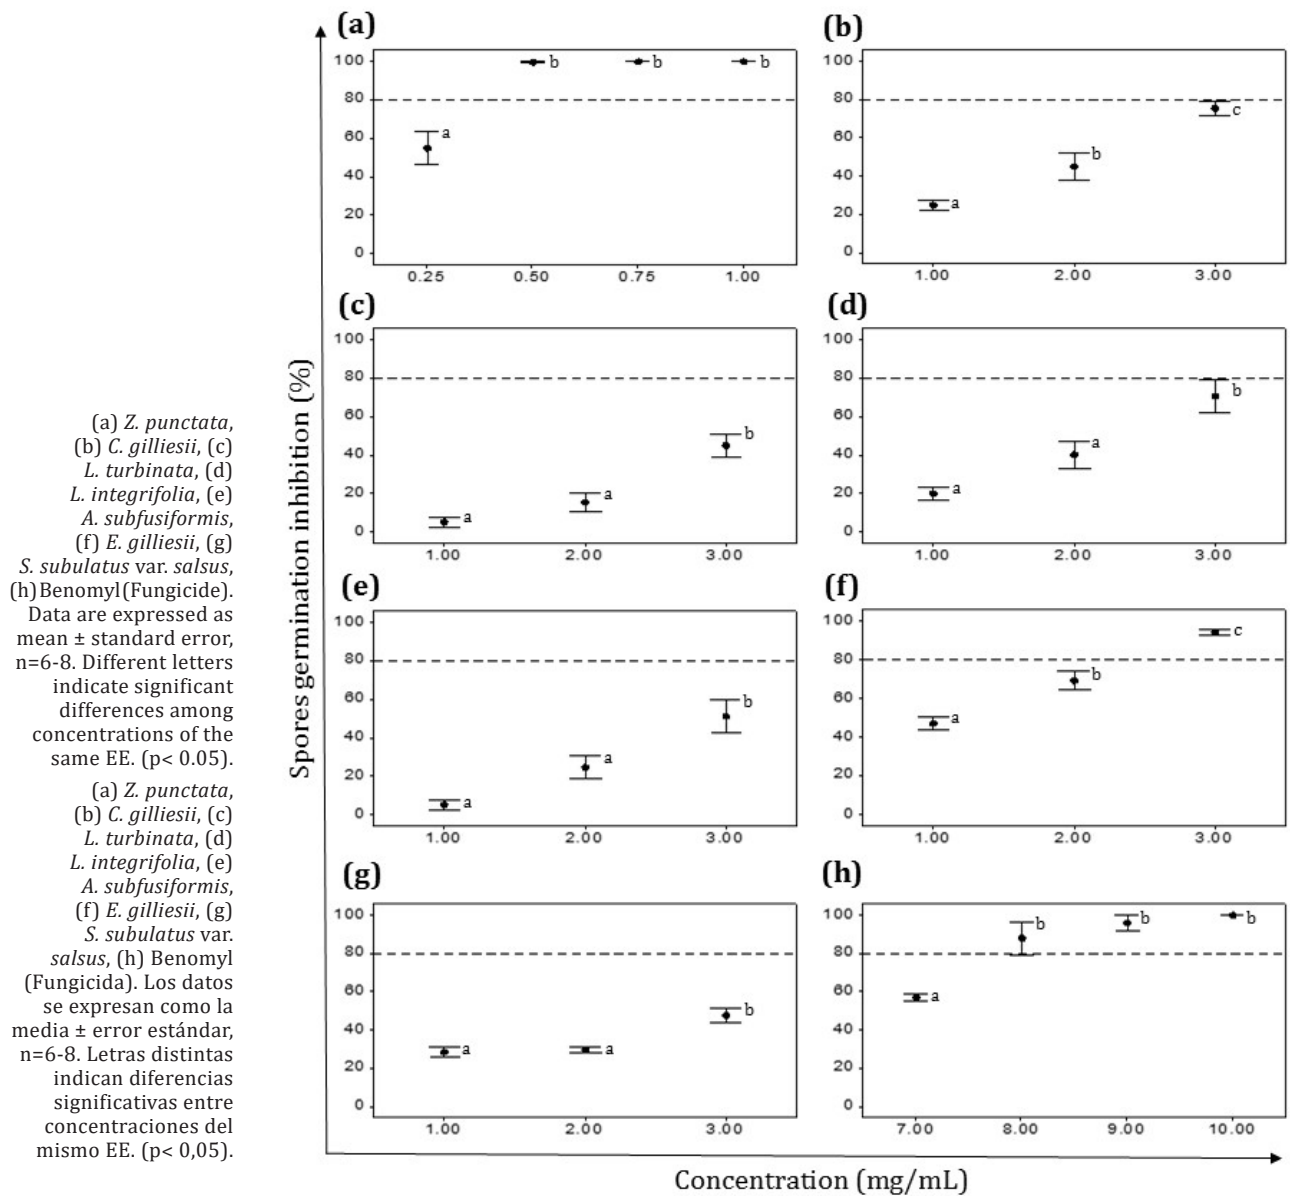 (a) Z. punctata,
(b) C. gilliesii, (c)
L. turbinata, (d)
L. integrifolia, (e)
A. subfusiformis,
(f) E. gilliesii, (g)
S. subulatus var. salsus,
(h) Benomyl (Fungicide).
Data are expressed as
mean ± standard error,
n=6-8. Different letters
indicate significant
differences among
concentrations of the
same EE. (p< 0.05).
(a) Z. punctata,
(b) C. gilliesii, (c)
L. turbinata, (d)
L. integrifolia, (e)
A. subfusiformis,
(f) E. gilliesii, (g)
S. subulatus var.
salsus, (h) Benomyl
(Fungicida). Los datos
se expresan como la
media ± error estándar,
n=6-8. Letras distintas
indican diferencias
significativas entre
concentraciones del
mismo EE. (p< 0,05).
Spores germination inhibition (%)
(a)
100
80
60
40
20
0
a
b
b
b
0.25 0.50 0.75 1.00
(b)
100
80
60
40
20
0
a
b
c
1.00 2.00 3.00
(c)
100
80
60
40
20
0
a
a
b
1.00 2.00 3.00
(d)
100
80
60
40
20
0
a
a
b
1.00 2.00 3.00
(e)
100
80
60
40
20
0
a
a
b
1.00 2.00 3.00
(f)
100
80
60
40
20
0
a
b
c
1.00 2.00 3.00
(g)
100
80
60
40
20
0
a
a
b
1.00 2.00 3.00
(h)
100
80
60
40
20
0
a
b
b
b
7.00 8.00 9.00 10.00
Concentration (mg/mL)